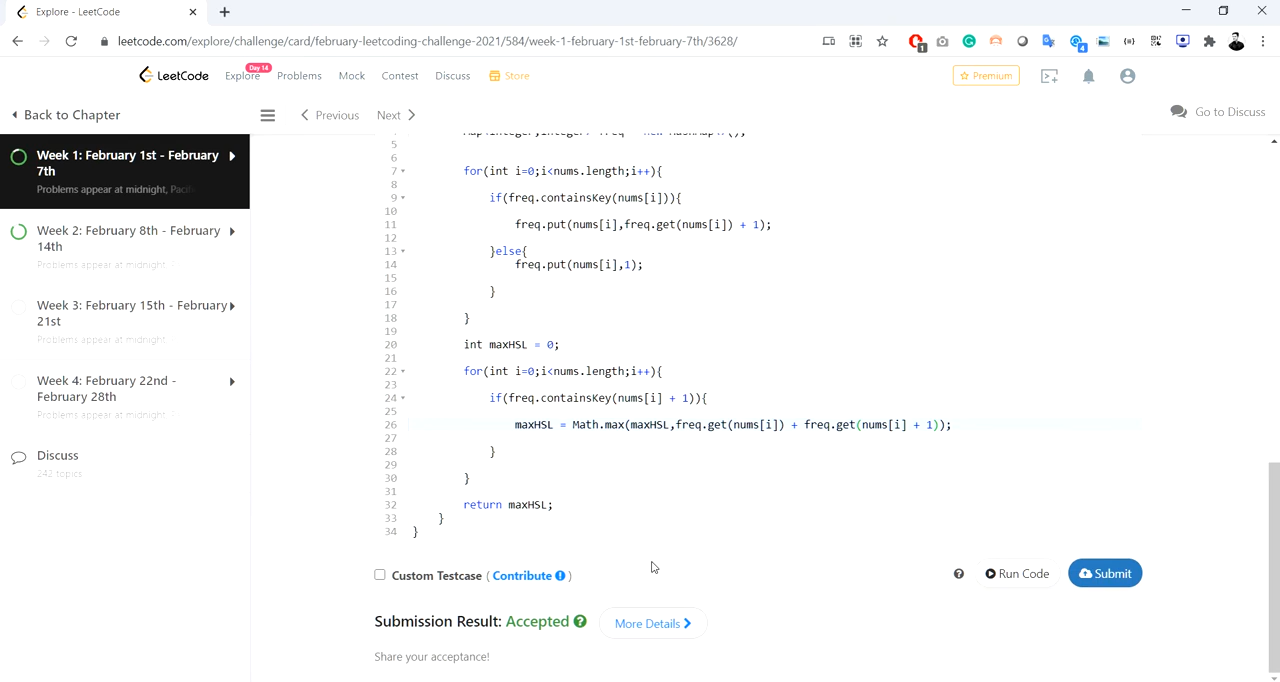 Explore - LeetCode
leetcode.com/explore/challenge/card/february-leetcoding-challenge-2021/584/week-1-february-1st-february-7th/3628/
LeetCode
Explore
Day 14
Problems
Mock
Contest
Discuss
Store
Premium
Back to Chapter
Previous
Next
Go to Discuss
Week 1: February 1st - February
7th
Problems appear at midnight, Pacif
Week 2: February 8th - February
14th
Problems appear at midnight
Week 3: February 15th - February
21st
Problems appear at midnight
Week 4: February 22nd -
February 28th
Problems appear at midnight
Discuss
242 topics
5
6
7 for(int i=0;i<nums.length;i++){
8
9 if(freq.containsKey(nums[i])){
10
11 freq.put(nums[i],freq.get(nums[i]) + 1);
12
13 }else{
14 freq.put(nums[i],1);
15
16 }
17
18 }
19
20 int maxHSL = 0;
21
22 for(int i=0;i<nums.length;i++){
23
24 if(freq.containsKey(nums[i] + 1)){
25
26 maxHSL = Math.max(maxHSL,freq.get(nums[i]) + freq.get(nums[i] + 1));
27
28 }
29
30 }
31
32 return maxHSL;
33 }
34 }
Custom Testcase ( Contribute )
Run Code
Submit
Submission Result: Accepted
More Details
Share your acceptance!